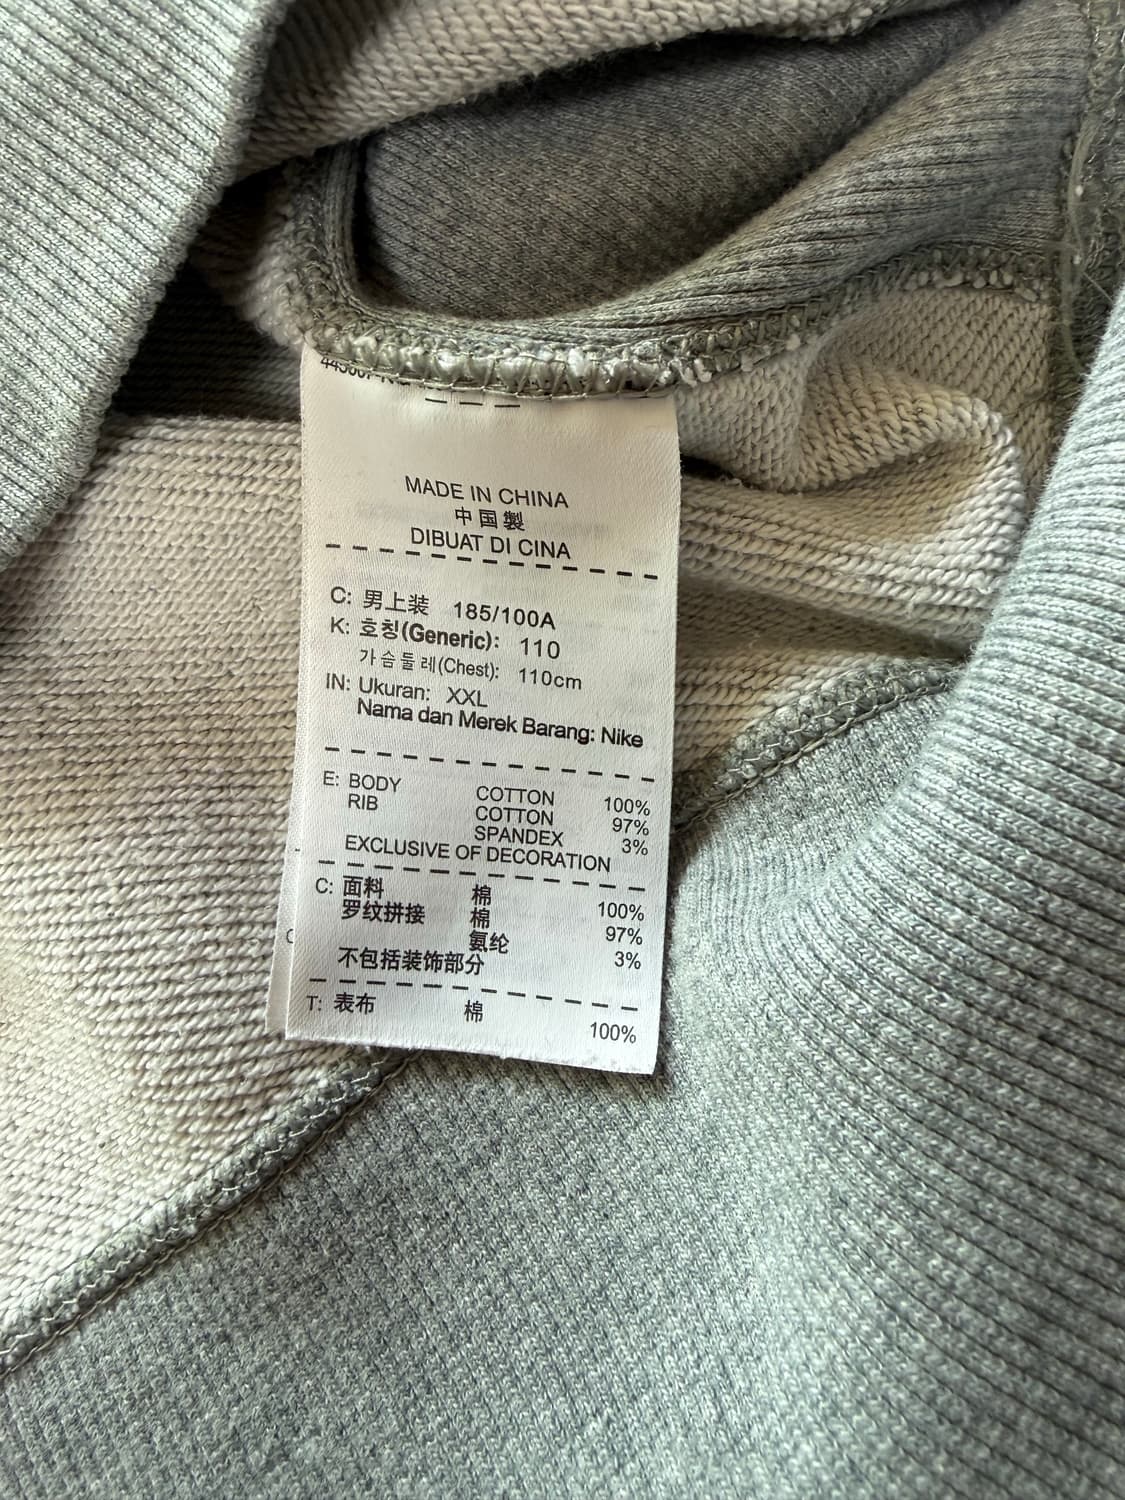 MADE IN CHINA
中国製
DIBUAT DI CINA
C: 男上装 185/100A
K: 호칭(Generic): 110
가슴둘레(Chest): 110cm
IN: Ukuran: XXL
Nama dan Merek Barang: Nike
E: BODY COTTON 100%
RIB COTTON 97%
SPANDEX 3%
EXCLUSIVE OF DECORATION
C: 面料 棉 100%
罗纹拼接 棉 97%
氨纶 3%
不包括装饰部分
T: 表布 棉 100%